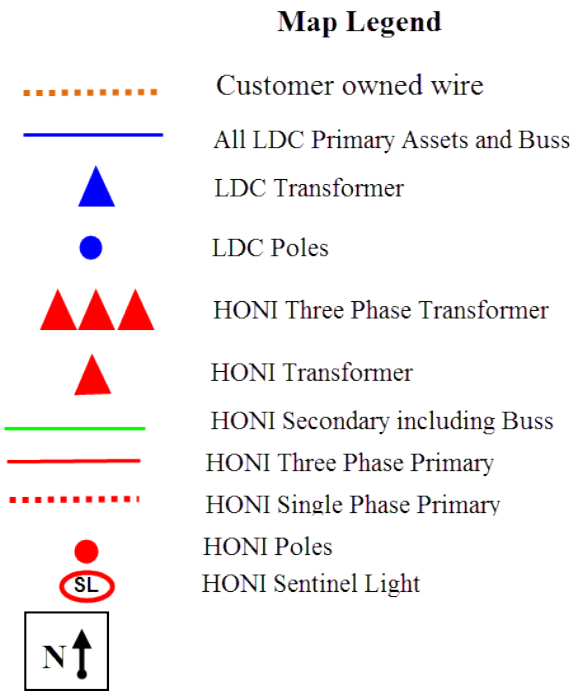 Map Legend
Customer owned wire
All LDC Primary Assets and Buss
LDC Transformer
LDC Poles
HONI Three Phase Transformer
HONI Transformer
HONI Secondary including Buss
HONI Three Phase Primary
HONI Single Phase Primary
HONI Poles
SL HONI Sentinel Light
N